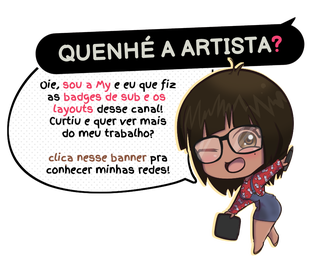 QUENHÉ A ARTISTA?
Oie, sou a My e eu que fiz
as badges de sub e os
layouts desse canal!
Curtiu e quer ver mais
do meu trabalho?
clica nesse banner pra
conhecer minhas redes!